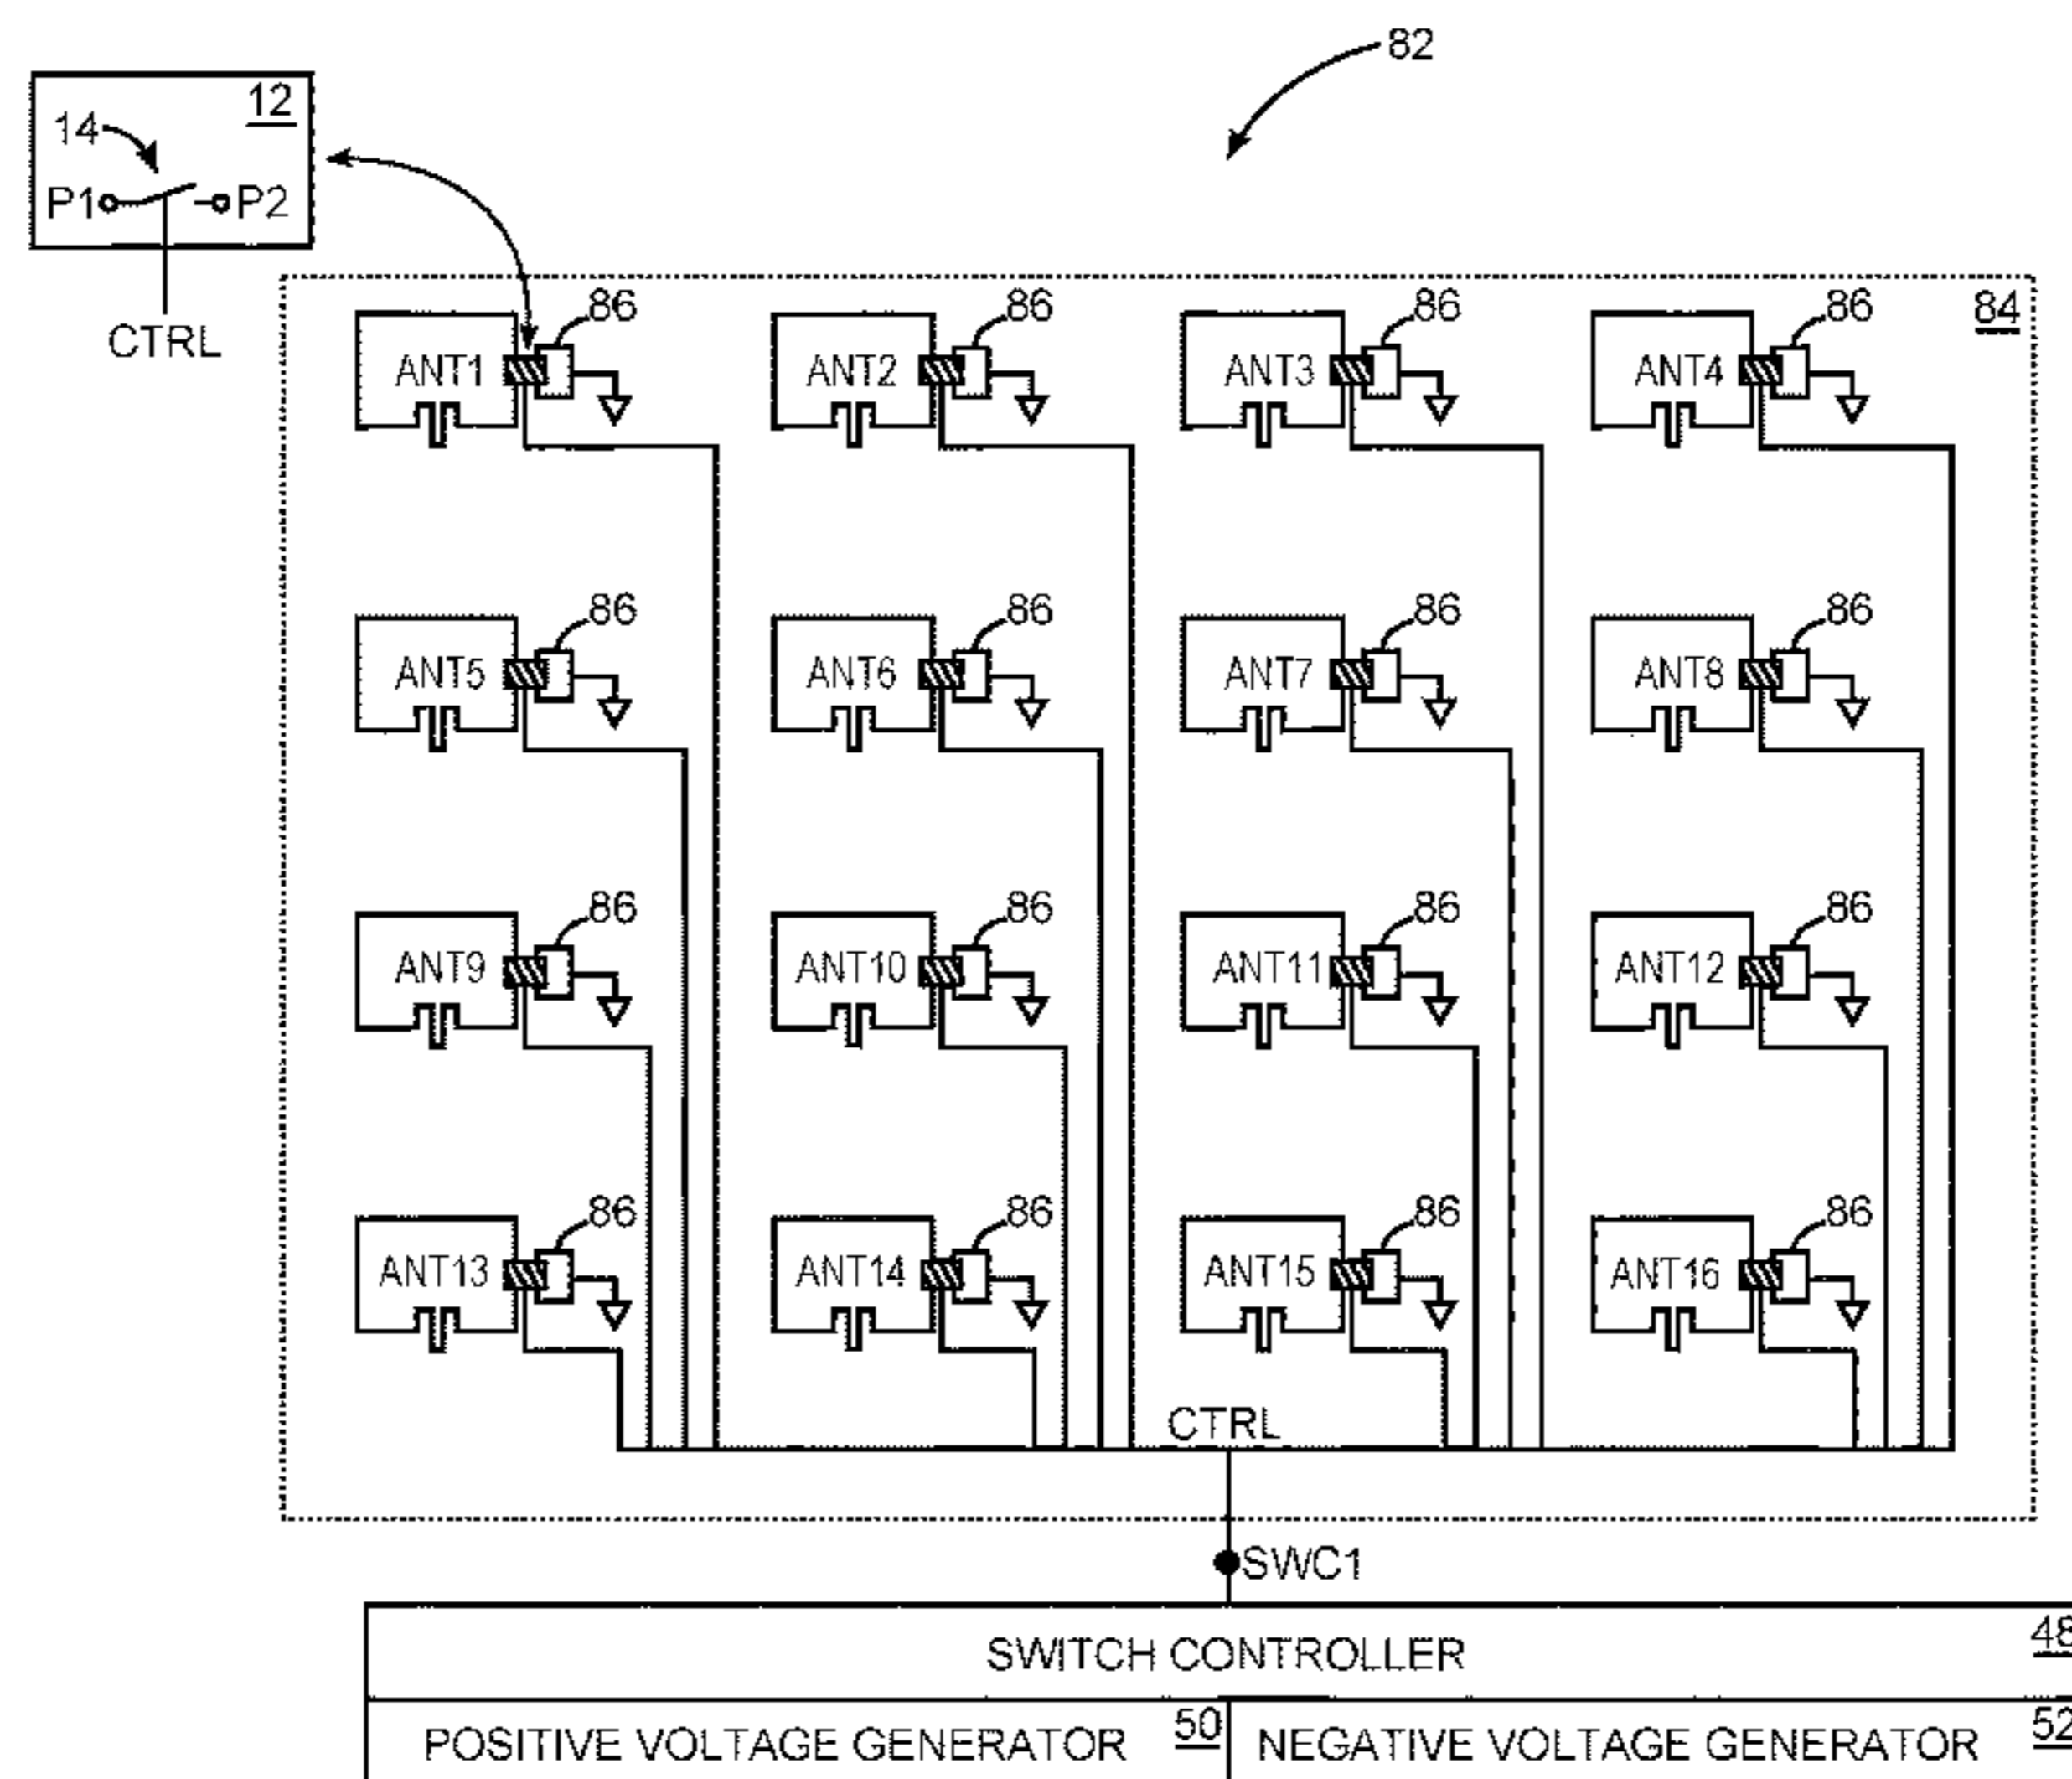 82
12
14
P1 P2
CTRL
84
86 86 86 86
ANT1 ANT2 ANT3 ANT4
86 86 86 86
ANT5 ANT6 ANT7 ANT8
86 86 86 86
ANT9 ANT10 ANT11 ANT12
86 86 86 86
ANT13 ANT14 ANT15 ANT16
CTRL
SWC1
SWITCH CONTROLLER 48
POSITIVE VOLTAGE GENERATOR 50 NEGATIVE VOLTAGE GENERATOR 52